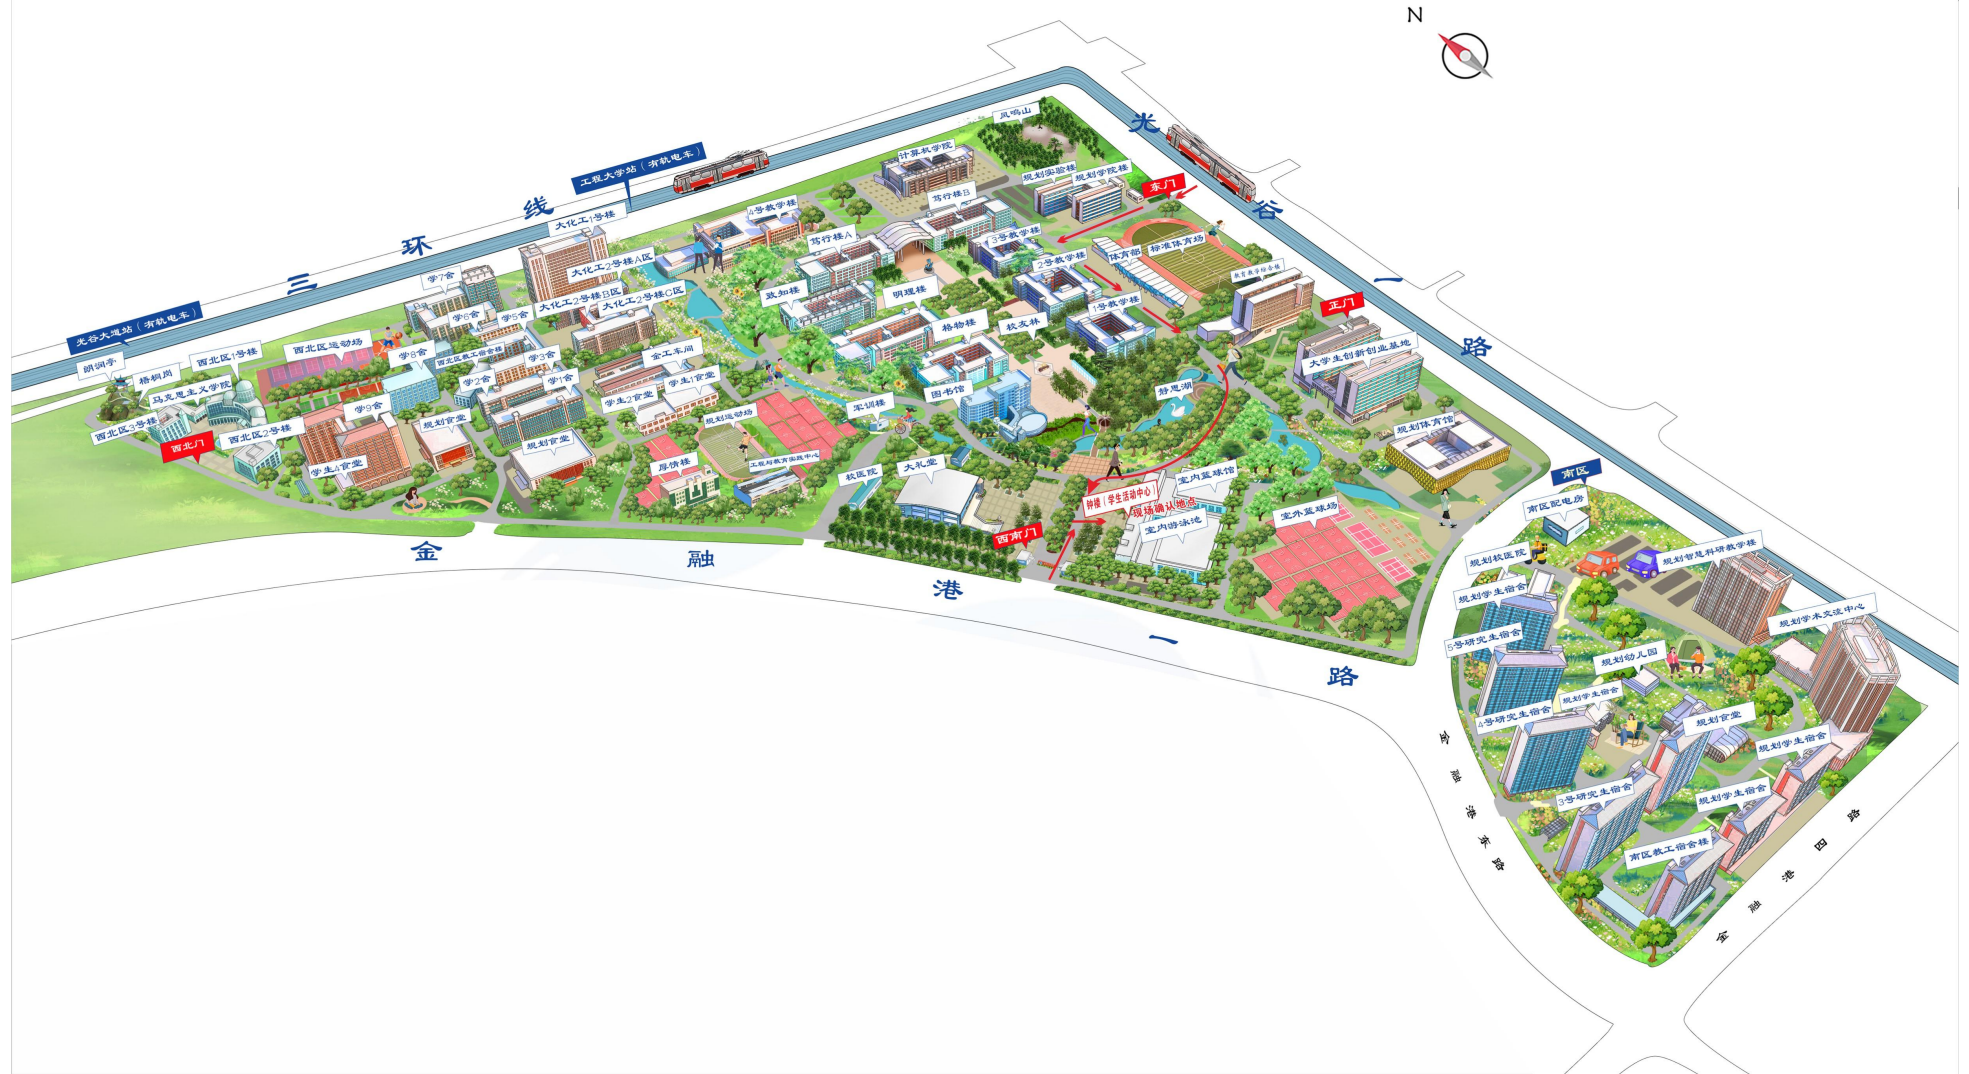 N
凤鸣山
光
谷
一
路
三
环
线
工程大学站（有轨电车）
光谷大道站（有轨电车）
计算机学院
规划实验楼
规划学院楼
东门
笃行楼B
4号教学楼
大化工1号楼
笃行楼A
3号教学楼
2号教学楼
体育部
标准体育场
教育教学综合楼
大化工2号楼A区
学7舍
致知楼
明理楼
1号教学楼
正门
大化工2号楼B区
大化工2号楼C区
学6舍
学5舍
格物楼
校友林
西北区运动场
西北区1号楼
朗润亭
梧桐岗
马克思主义学院
学8舍
西北区教工宿舍楼
学3舍
金工车间
大学生创新创业基地
学2舍
学1舍
学生1食堂
学生2食堂
图书馆
静思湖
军训楼
规划运动场
学9舍
规划食堂
西北区3号楼
西北区2号楼
西北门
规划食堂
规划体育馆
学生4食堂
厚情楼
工程与教育实践中心
校医院
大礼堂
室内篮球馆
钟楼（学生活动中心）
现场确认地点
室内游泳池
室外篮球场
西南门
南区
南区配电房
规划校医院
规划智慧科研教学楼
规划学生宿舍
规划学术交流中心
5号研究生宿舍
规划幼儿园
规划学生宿舍
4号研究生宿舍
规划食堂
规划学生宿舍
3号研究生宿舍
规划学生宿舍
南区教工宿舍楼
金
融
港
一
路
金
融
港
东
路
金
融
港
四
路